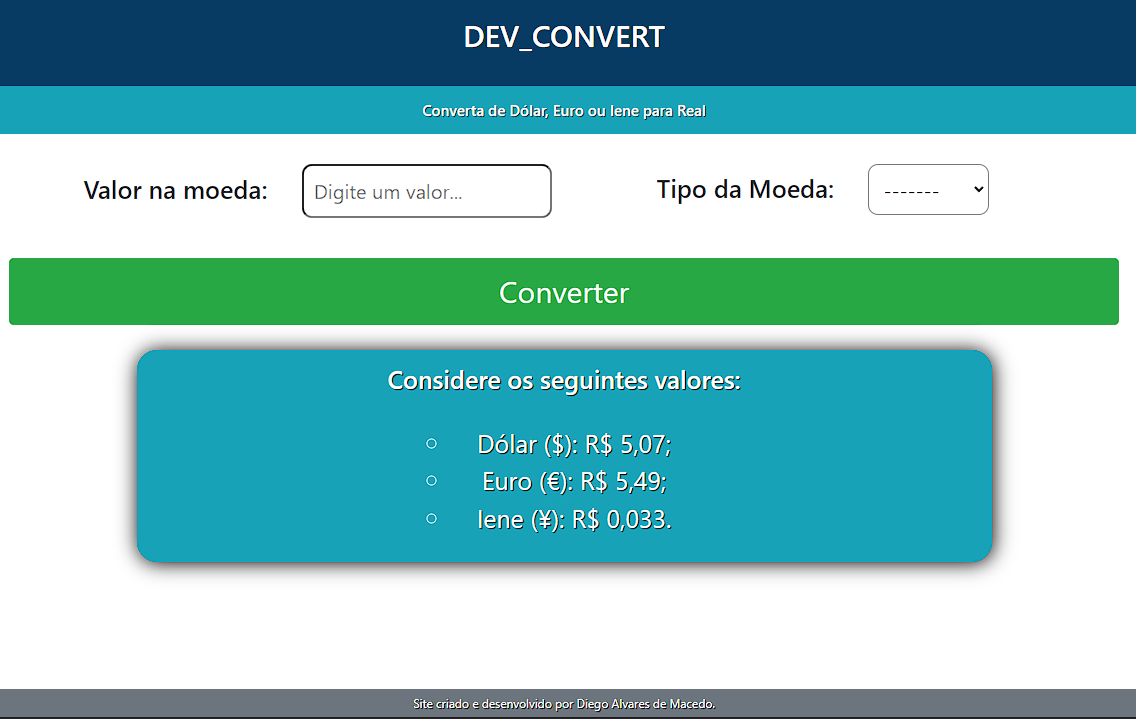 DEV_CONVERT
Converta de Dólar, Euro ou Iene para Real
Valor na moeda: Digite um valor... Tipo da Moeda: -------
Converter
Considere os seguintes valores:
Dólar ($): R$ 5,07;
Euro (€): R$ 5,49;
Iene (¥): R$ 0,033.
Site criado e desenvolvido por Diego Alvares de Macedo.